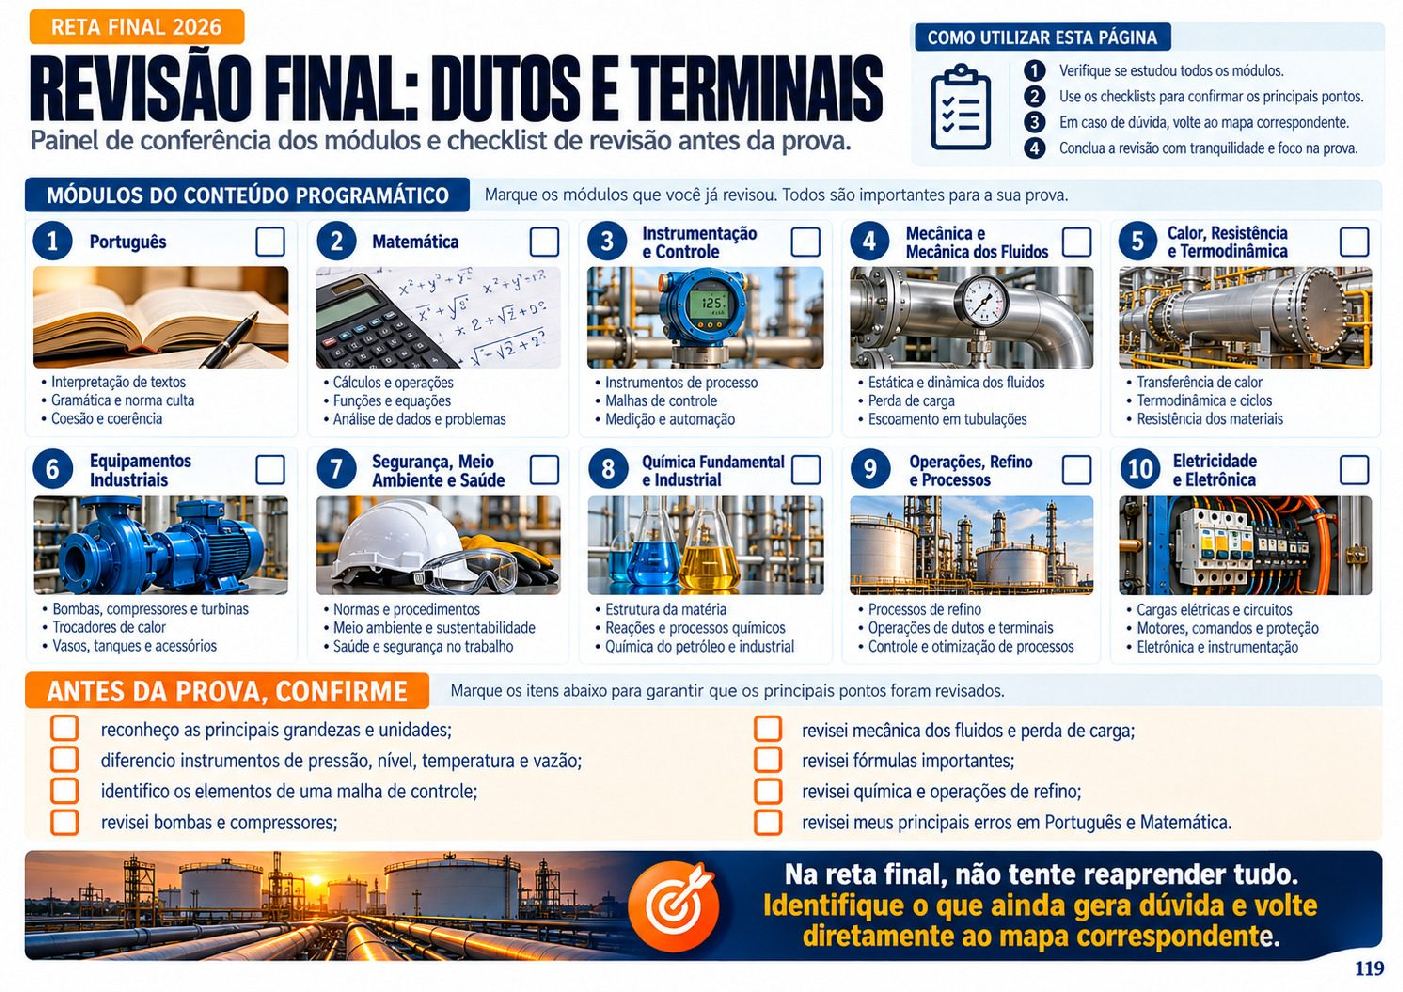 RETA FINAL 2026
REVISÃO FINAL: DUTOS E TERMINAIS
Painel de conferência dos módulos e checklist de revisão antes da prova.
COMO UTILIZAR ESTA PÁGINA
1 Verifique se estudou todos os módulos.
2 Use os checklists para confirmar os principais pontos.
3 Em caso de dúvida, volte ao mapa correspondente.
4 Conclua a revisão com tranquilidade e foco na prova.
MÓDULOS DO CONTEÚDO PROGRAMÁTICO
Marque os módulos que você já revisou. Todos são importantes para a sua prova.
1 Português
• Interpretação de textos
• Gramática e norma culta
• Coesão e coerência
2 Matemática
• Cálculos e operações
• Funções e equações
• Análise de dados e problemas
3 Instrumentação
e Controle
125
• Instrumentos de processo
• Malhas de controle
• Medição e automação
4 Mecânica e
Mecânica dos Fluidos
• Estática e dinâmica dos fluidos
• Perda de carga
• Escoamento em tubulações
5 Calor, Resistência
e Termodinâmica
• Transferência de calor
• Termodinâmica e ciclos
• Resistência dos materiais
6 Equipamentos
Industriais
• Bombas, compressores e turbinas
• Trocadores de calor
• Vasos, tanques e acessórios
7 Segurança, Meio
Ambiente e Saúde
• Normas e procedimentos
• Meio ambiente e sustentabilidade
• Saúde e segurança no trabalho
8 Química Fundamental
e Industrial
• Estrutura da matéria
• Reações e processos químicos
• Química do petróleo e industrial
9 Operações, Refino
e Processos
• Processos de refino
• Operações de dutos e terminais
• Controle e otimização de processos
10 Eletricidade
e Eletrônica
• Cargas elétricas e circuitos
• Motores, comandos e proteção
• Eletrônica e instrumentação
ANTES DA PROVA, CONFIRME
Marque os itens abaixo para garantir que os principais pontos foram revisados.
reconheço as principais grandezas e unidades;
diferencio instrumentos de pressão, nível, temperatura e vazão;
identifico os elementos de uma malha de controle;
revisei bombas e compressores;
revisei mecânica dos fluidos e perda de carga;
revisei fórmulas importantes;
revisei química e operações de refino;
revisei meus principais erros em Português e Matemática.
Na reta final, não tente reaprender tudo.
Identifique o que ainda gera dúvida e volte
diretamente ao mapa correspondente.
119